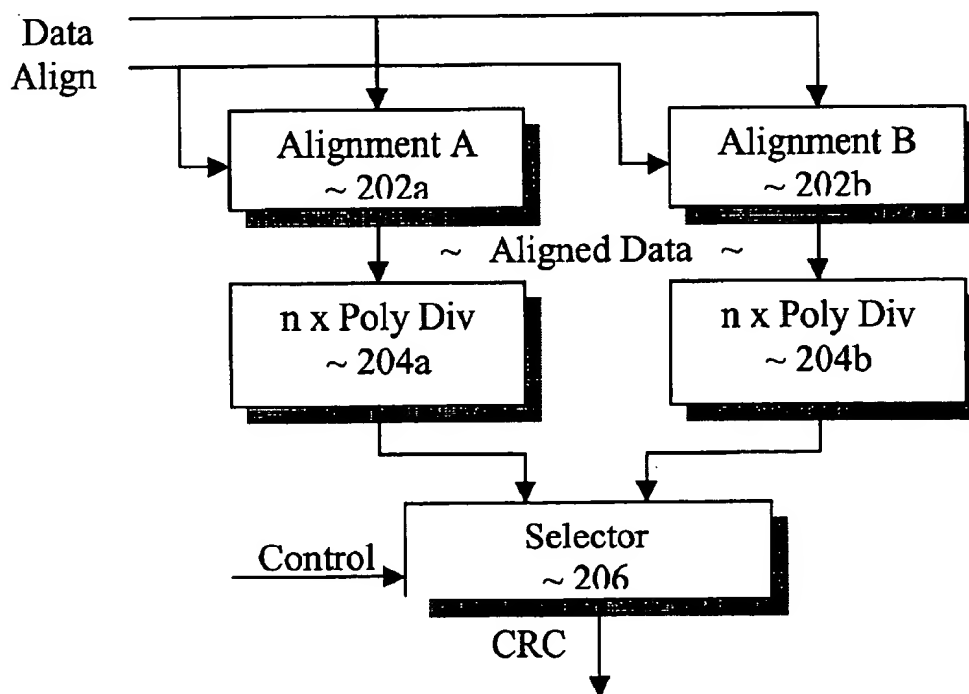 Data
Align
Alignment A
~ 202a
Alignment B
~ 202b
~ Aligned Data ~
n x Poly Div
~ 204a
n x Poly Div
~ 204b
Selector
~ 206
Control
CRC